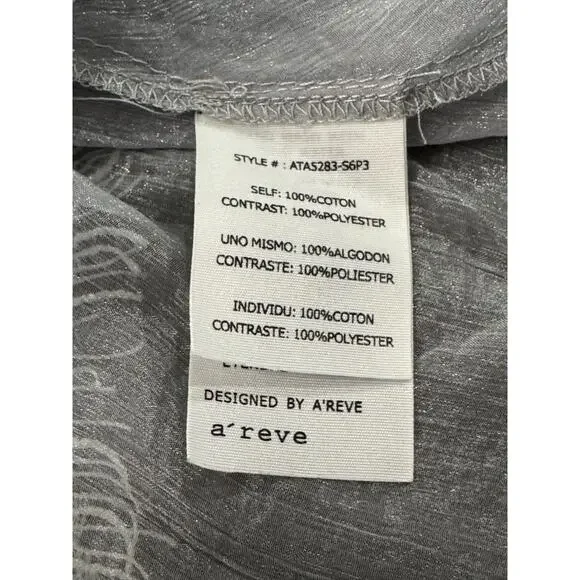 STYLE # : ATA5283-S6P3
SELF: 100%COTON
CONTRAST: 100%POLYESTER
UNO MISMO: 100%ALGODON
CONTRASTE: 100%POLIESTER
INDIVIDU: 100%COTON
CONTRASTE: 100%POLYESTER
DESIGNED BY A'REVE
a´reve